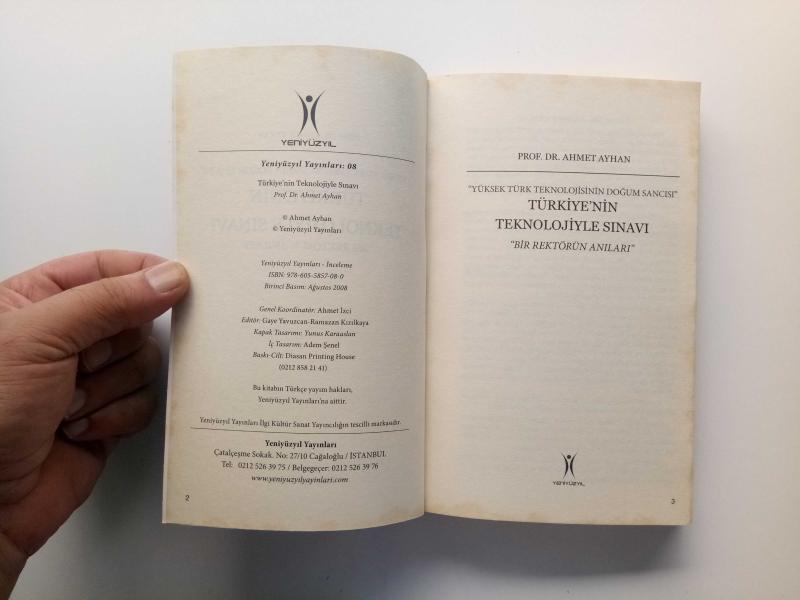 YENİYÜZYIL
Yeniyüzyıl Yayınları: 08
Türkiye'nin Teknolojiyle Sınavı
Prof. Dr. Ahmet Ayhan
© Ahmet Ayhan
© Yeniyüzyıl Yayınları
Yeniyüzyıl Yayınları - İnceleme
ISBN: 978-605-5857-08-0
Birinci Basım: Ağustos 2008
Genel Koordinatör: Ahmet İzci
Editör: Gaye Yavuzcan-Ramazan Kızılkaya
Kapak Tasarımı: Yunus Karaaslan
İç Tasarım: Adem Şenel
Baskı-Cilt: Diasan Printing House
(0212 858 21 41)
Bu kitabın Türkçe yayım hakları,
Yeniyüzyıl Yayınları'na aittir.
Yeniyüzyıl Yayınları İlgi Kültür Sanat Yayıncılığın tescilli markasıdır.
Yeniyüzyıl Yayınları
Çatalçeşme Sokak. No: 27/10 Cağaloğlu / İSTANBUL
Tel: 0212 526 39 75 / Belgegeçer: 0212 526 39 76
www.yeniyuzyilyayinlari.com
2
PROF. DR. AHMET AYHAN
"YÜKSEK TÜRK TEKNOLOJİSİNİN DOĞUM SANCISI"
TÜRKİYE'NİN
TEKNOLOJİYLE SINAVI
"BİR REKTÖRÜN ANILARI"
YENİYÜZYIL
3